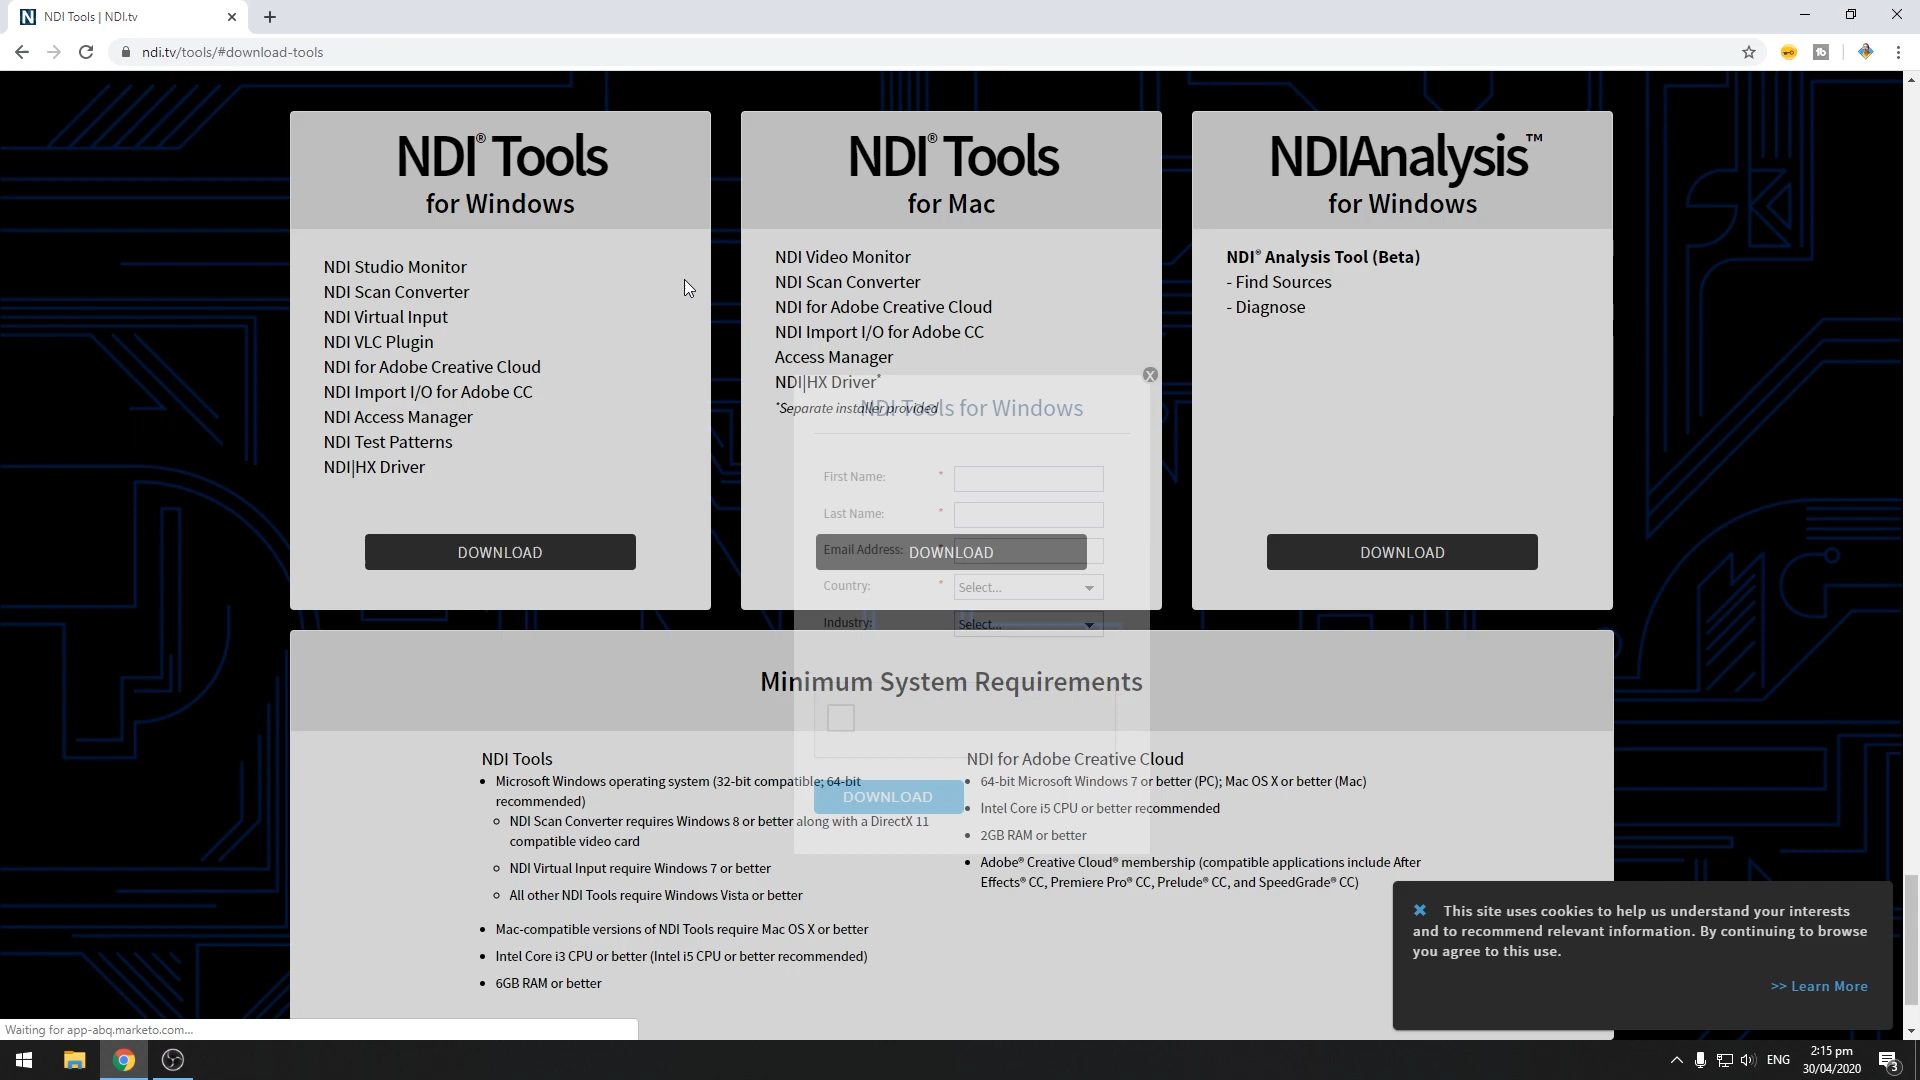 NDI Tools | NDI.tv
ndi.tv/tools/#download-tools
NDI® Tools
for Windows
NDI Studio Monitor
NDI Scan Converter
NDI Virtual Input
NDI VLC Plugin
NDI for Adobe Creative Cloud
NDI Import I/O for Adobe CC
NDI Access Manager
NDI Test Patterns
NDI|HX Driver
DOWNLOAD
NDI® Tools
for Mac
NDI Video Monitor
NDI Scan Converter
NDI for Adobe Creative Cloud
NDI Import I/O for Adobe CC
Access Manager
NDI|HX Driver*
*Separate installer provided
DOWNLOAD
NDIAnalysis™
for Windows
NDI® Analysis Tool (Beta)
- Find Sources
- Diagnose
DOWNLOAD
X
NDI Tools for Windows
First Name: *
Last Name: *
Email Address:
Country: * Select...
Industry: Select...
DOWNLOAD
Minimum System Requirements
NDI Tools
• Microsoft Windows operating system (32-bit compatible; 64-bit
recommended)
NDI Scan Converter requires Windows 8 or better along with a DirectX 11
compatible video card
NDI Virtual Input require Windows 7 or better
All other NDI Tools require Windows Vista or better
• Mac-compatible versions of NDI Tools require Mac OS X or better
• Intel Core i3 CPU or better (Intel i5 CPU or better recommended)
• 6GB RAM or better
NDI for Adobe Creative Cloud
• 64-bit Microsoft Windows 7 or better (PC); Mac OS X or better (Mac)
• Intel Core i5 CPU or better recommended
• 2GB RAM or better
• Adobe® Creative Cloud® membership (compatible applications include After
Effects® CC, Premiere Pro® CC, Prelude® CC, and SpeedGrade® CC)
This site uses cookies to help us understand your interests
and to recommend relevant information. By continuing to browse
you agree to this use.
>> Learn More
Waiting for app-abq.marketo.com...
ENG
2:15 pm
30/04/2020
3